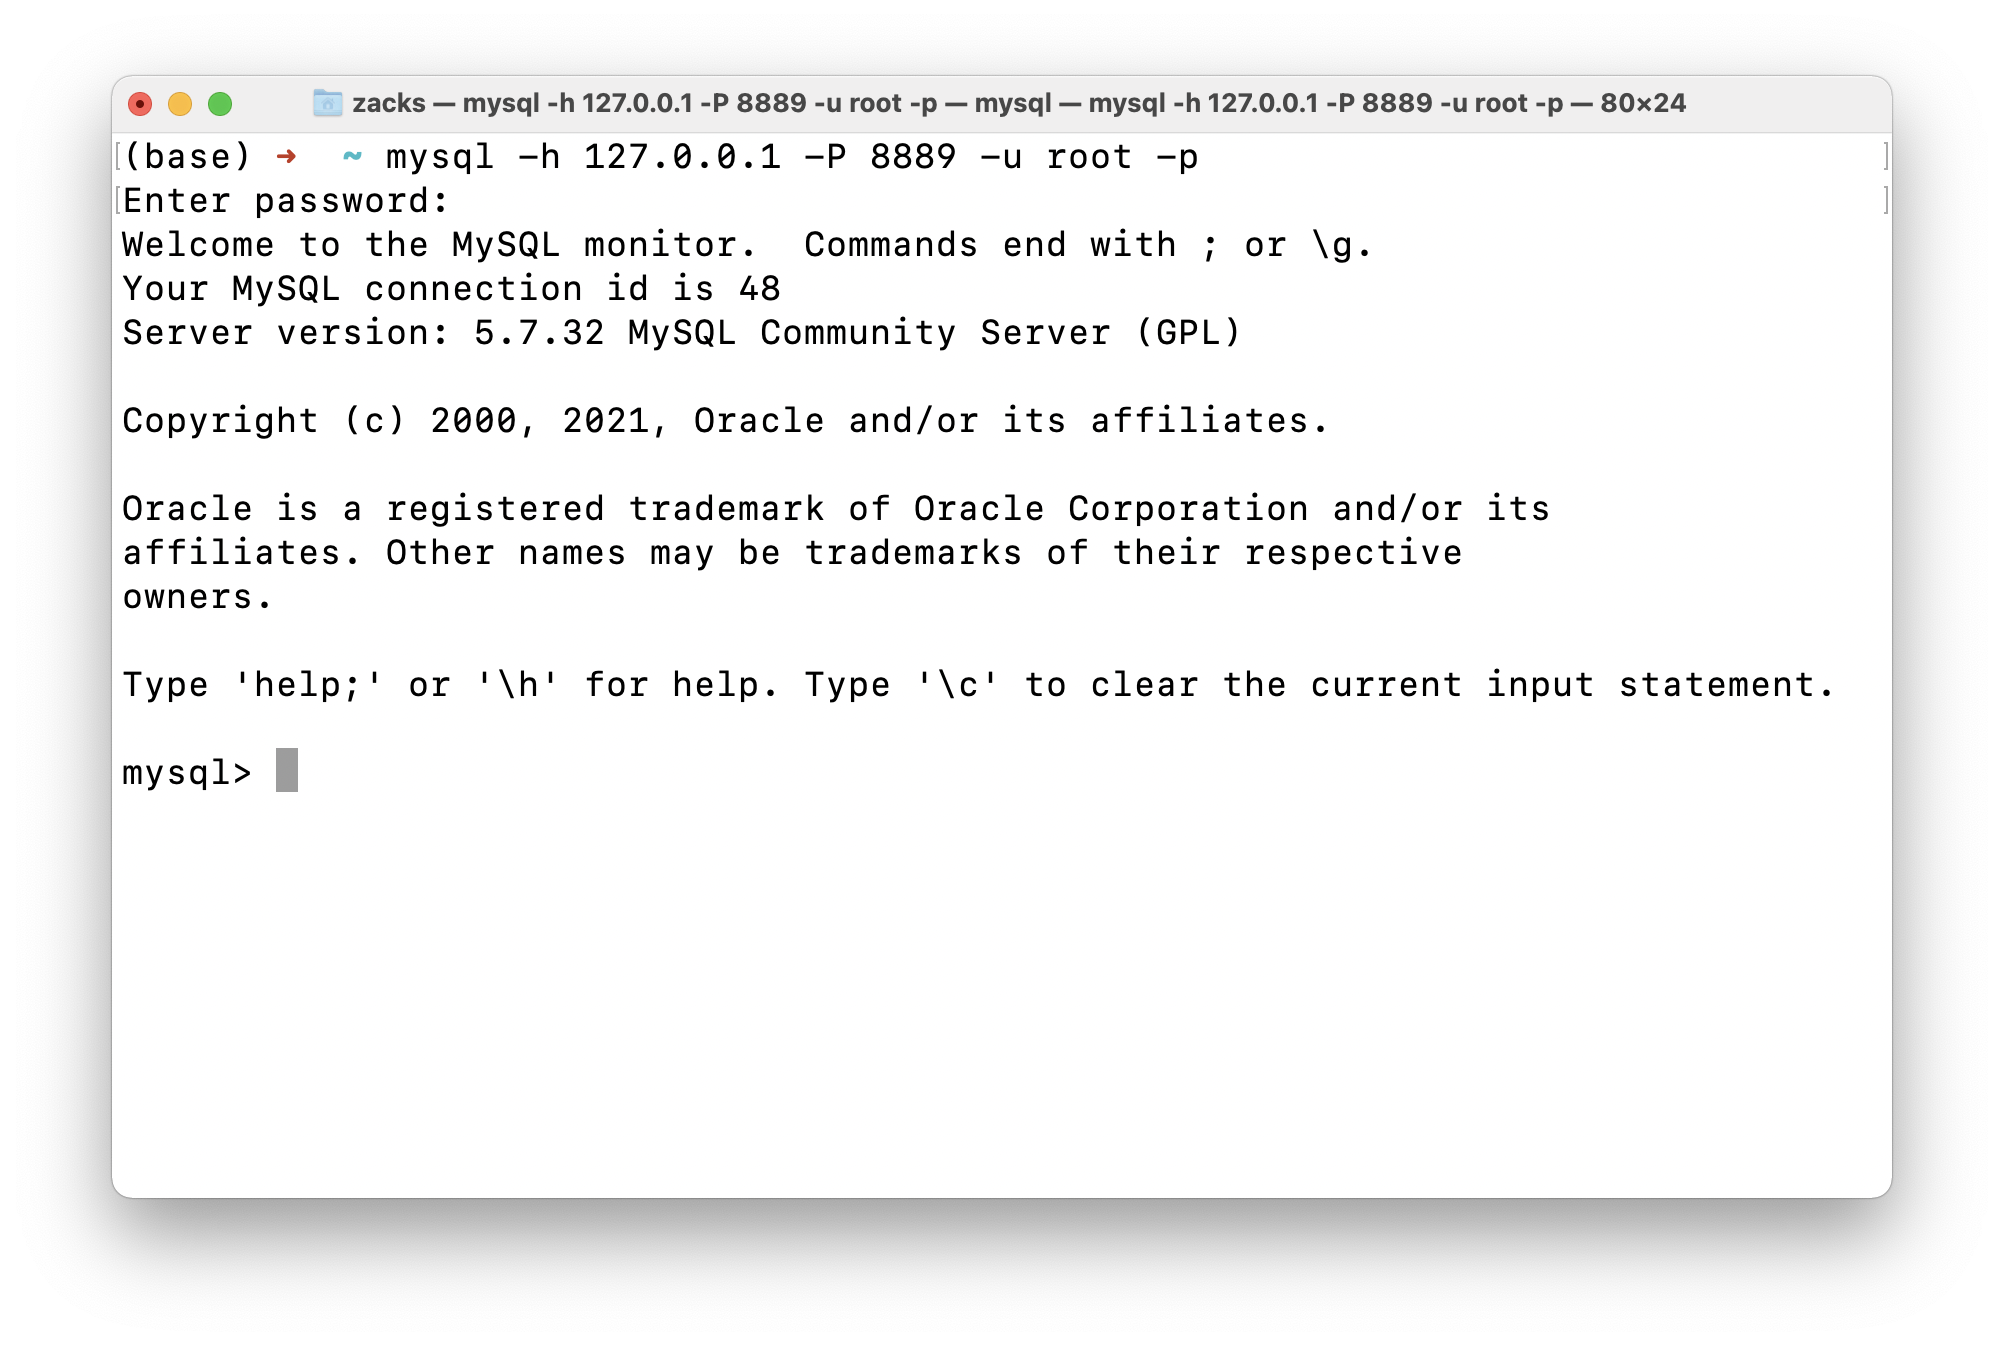 zacks — mysql -h 127.0.0.1 -P 8889 -u root -p — mysql — mysql -h 127.0.0.1 -P 8889 -u root -p — 80×24
(base) ➜  ~ mysql -h 127.0.0.1 -P 8889 -u root -p
Enter password:
Welcome to the MySQL monitor.  Commands end with ; or \g.
Your MySQL connection id is 48
Server version: 5.7.32 MySQL Community Server (GPL)
Copyright (c) 2000, 2021, Oracle and/or its affiliates.
Oracle is a registered trademark of Oracle Corporation and/or its
affiliates. Other names may be trademarks of their respective
owners.
Type 'help;' or '\h' for help. Type '\c' to clear the current input statement.
mysql>